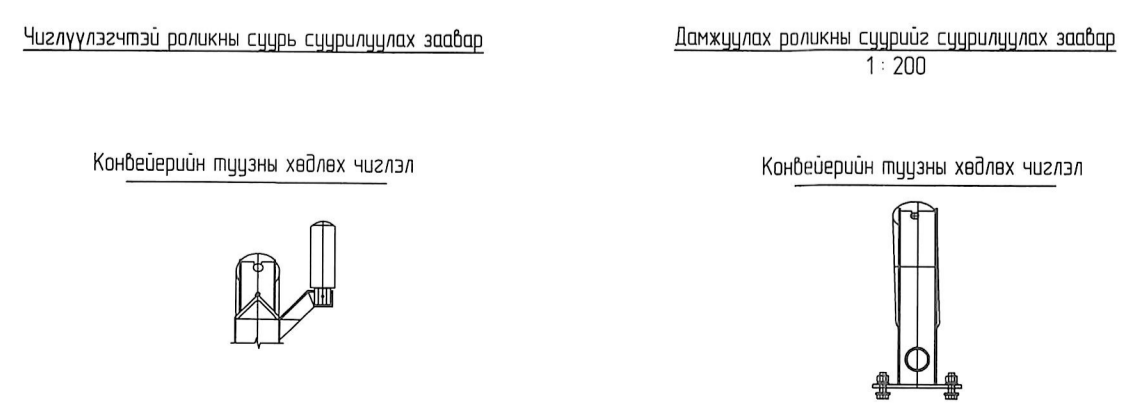 Чиглүүлэгчтэй роликны суурь суурилуулах заавар
Конвейерийн туузны хөдлөх чиглэл
Дамжуулах роликны суурийг суурилуулах заавар
1 : 200
Конвейерийн туузны хөдлөх чиглэл